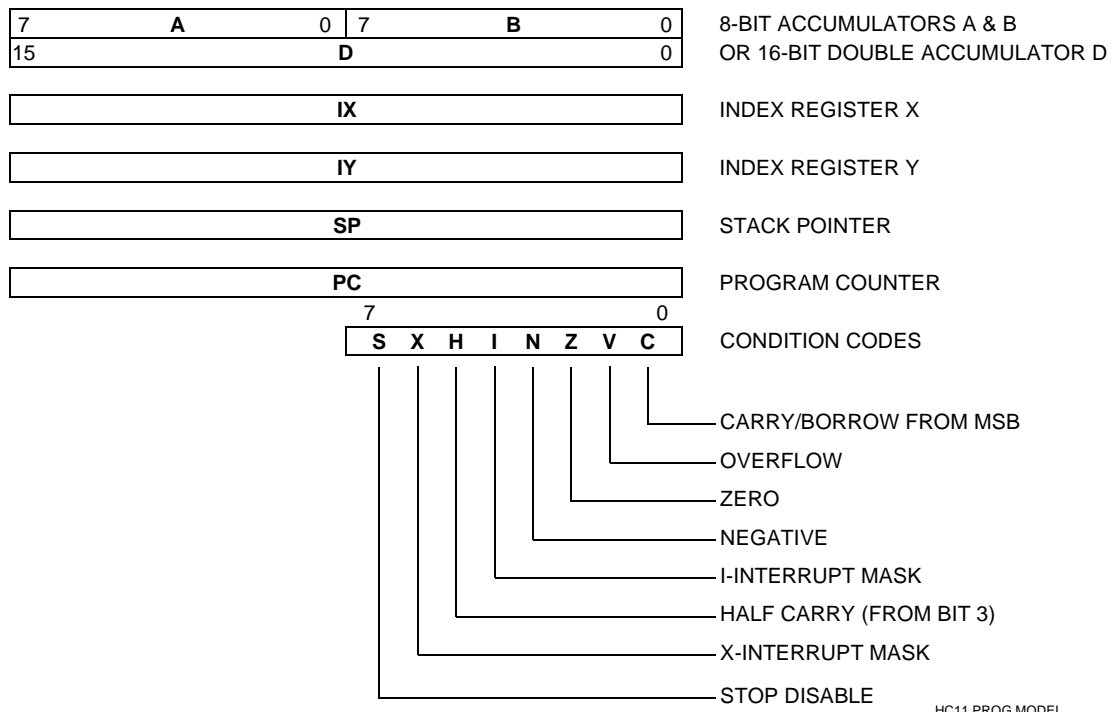 7 A 0 7 B 0 8-BIT ACCUMULATORS A & B
15 D 0 OR 16-BIT DOUBLE ACCUMULATOR D
IX INDEX REGISTER X
IY INDEX REGISTER Y
SP STACK POINTER
PC PROGRAM COUNTER
7 0
S X H I N Z V C CONDITION CODES
CARRY/BORROW FROM MSB
OVERFLOW
ZERO
NEGATIVE
I-INTERRUPT MASK
HALF CARRY (FROM BIT 3)
X-INTERRUPT MASK
STOP DISABLE
HC11 PROG MODEL